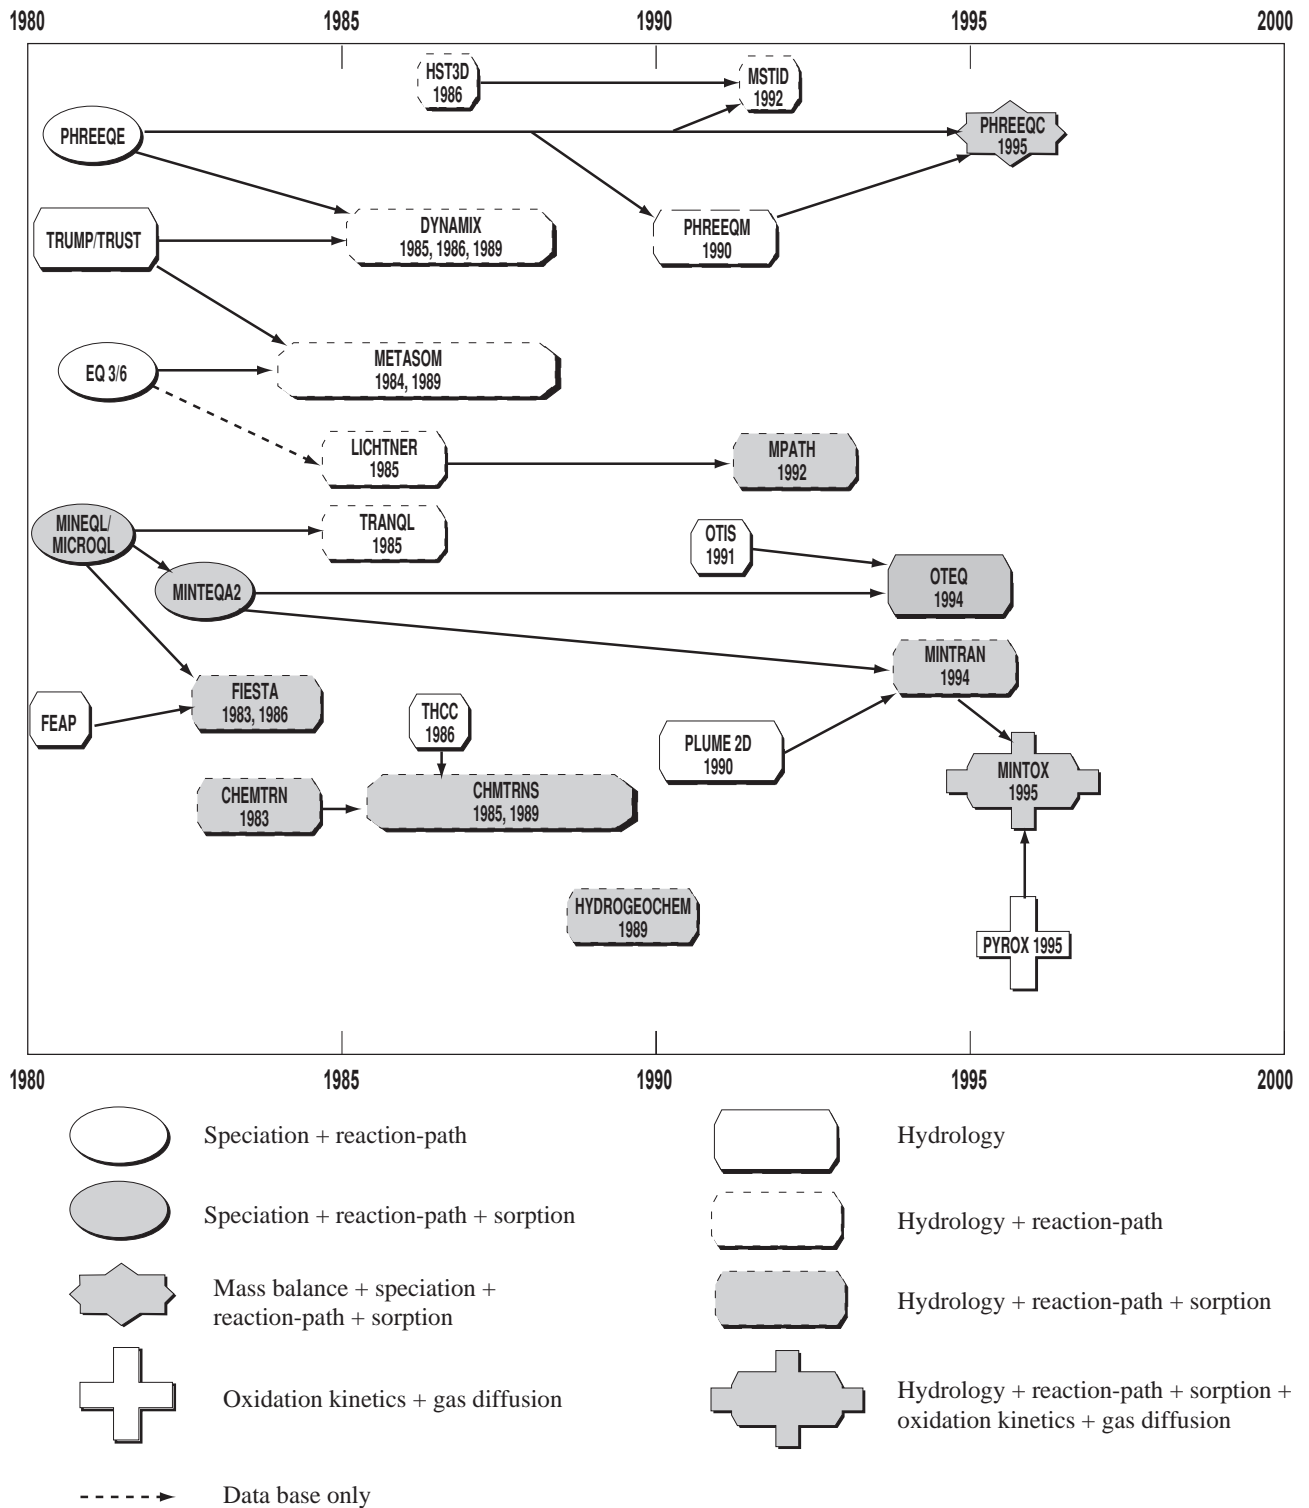 1980 1985 1990 1995 2000
HST3D
1986
MSTID
1992
PHREEQE
PHREEQC
1995
TRUMP/TRUST
DYNAMIX
1985, 1986, 1989
PHREEQM
1990
EQ 3/6
METASOM
1984, 1989
LICHTNER
1985
MPATH
1992
MINEQL/
MICROQL
TRANQL
1985
OTIS
1991
MINTEQA2
OTEQ
1994
MINTRAN
1994
FIESTA
1983, 1986
FEAP
THCC
1986
PLUME 2D
1990
MINTOX
1995
CHEMTRN
1983
CHMTRNS
1985, 1989
HYDROGEOCHEM
1989
PYROX 1995
1980 1985 1990 1995 2000
Speciation + reaction-path
Hydrology
Speciation + reaction-path + sorption
Hydrology + reaction-path
Mass balance + speciation +
reaction-path + sorption
Hydrology + reaction-path + sorption
Oxidation kinetics + gas diffusion
Hydrology + reaction-path + sorption +
oxidation kinetics + gas diffusion
Data base only